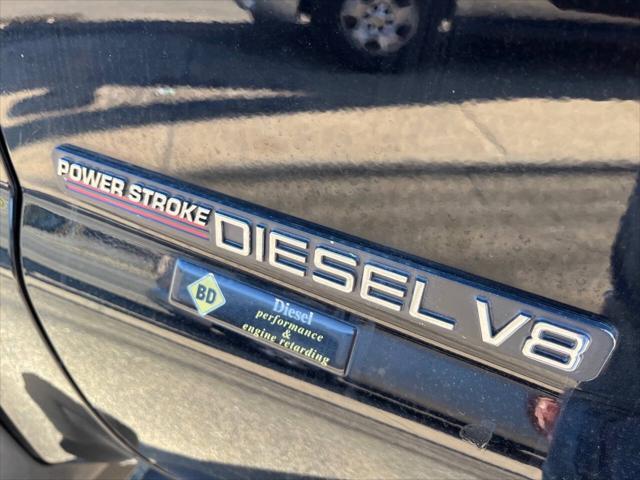 POWER STROKE DIESEL V8
BD
Diesel
performance
&
engine retarding